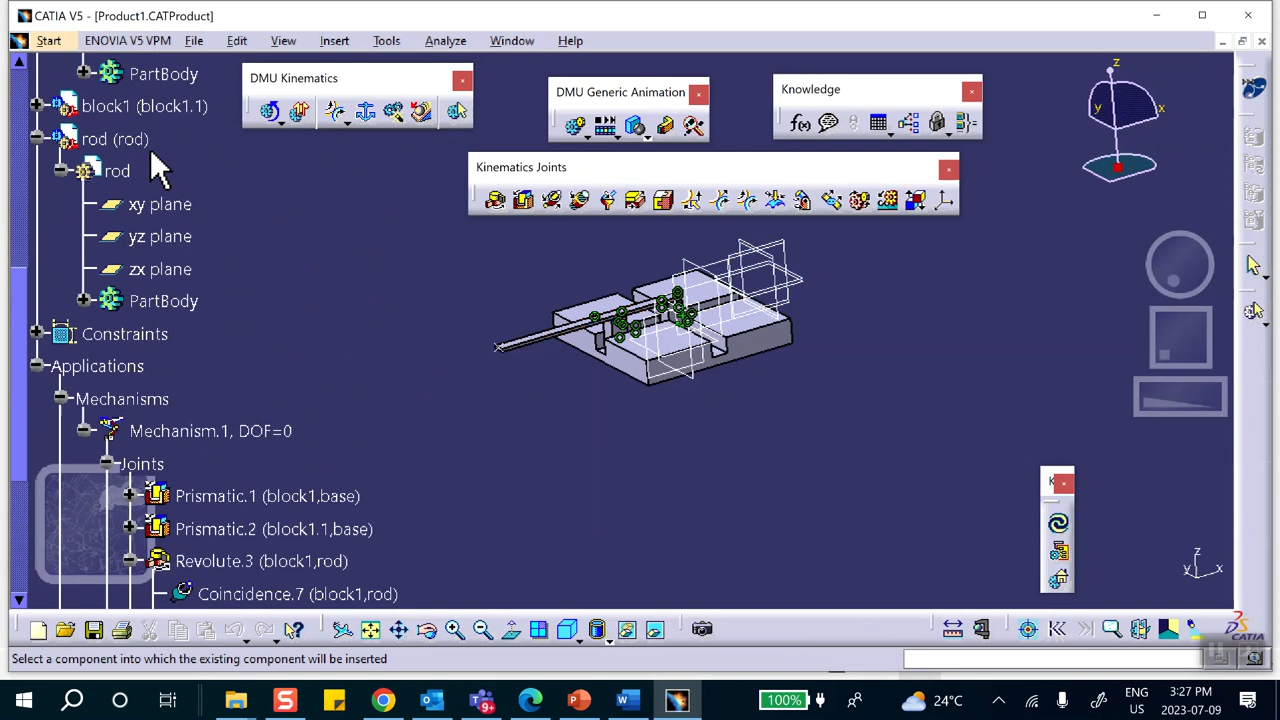 CATIA V5 - [Product1.CATProduct]
Start ENOVIA V5 VPM File Edit View Insert Tools Analyze Window Help
PartBody
block1 (block1.1)
rod (rod)
rod
xy plane
yz plane
zx plane
PartBody
Constraints
Applications
Mechanisms
Mechanism.1, DOF=0
Joints
Prismatic.1 (block1,base)
Prismatic.2 (block1.1,base)
Revolute.3 (block1,rod)
Coincidence.7 (block1,rod)
DMU Kinematics
DMU Generic Animation
Knowledge
f(x)
Kinematics Joints
z
y
x
K
z
y
x
CATIA
Select a component into which the existing component will be inserted
100%
24°C
ENG
US
3:27 PM
2023-07-09